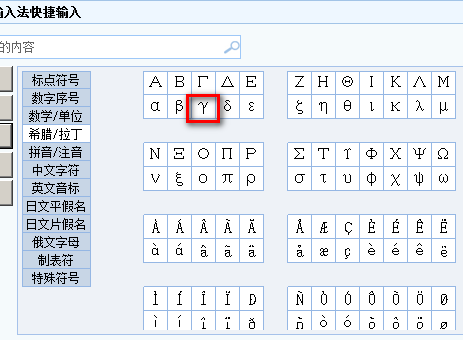 输入法快捷输入
的内容
标点符号
数字序号
数学/单位
希腊/拉丁
拼音/注音
中文字符
英文音标
日文平假名
日文片假名
俄文字母
制表符
特殊符号
Α Β Γ Δ Ε
α β γ δ ε
Ζ Η Θ Ι Κ Λ Μ
ζ η θ ι κ λ μ
Ν Ξ Ο Π Ρ
ν ξ ο π ρ
Σ Τ Υ Φ Χ Ψ Ω
σ τ υ φ χ ψ ω
À Á Â Ã Ä
à á â ã ä
Å Æ Ç È É Ê Ë
å æ ç è é ê ë
Ì Í Î Ï Ð
ì í î ï ð
Ñ Ò Ó Ô Õ Ö Ø
ñ ò ó ô õ ö ø